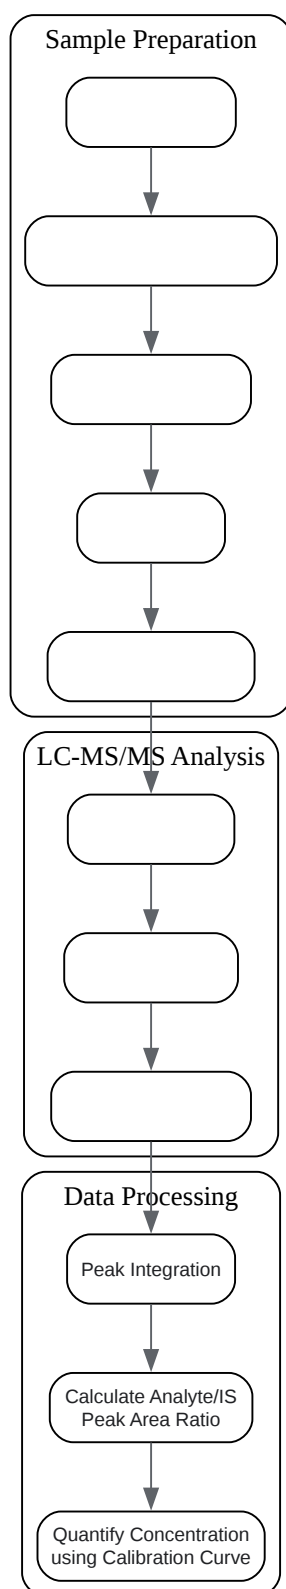 Sample Preparation
LC-MS/MS Analysis
Data Processing
Peak Integration
Calculate Analyte/IS
Peak Area Ratio
Quantify Concentration
using Calibration Curve